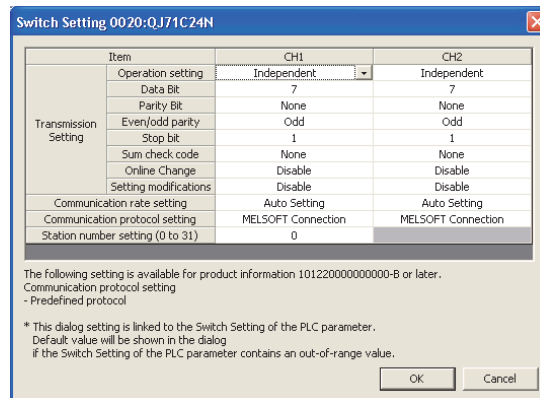 Switch Setting 0020:QJ71C24N
Item CH1 CH2
Transmission Setting
Operation setting Independent Independent
Data Bit 7 7
Parity Bit None None
Even/odd parity Odd Odd
Stop bit 1 1
Sum check code None None
Online Change Disable Disable
Setting modifications Disable Disable
Communication rate setting Auto Setting Auto Setting
Communication protocol setting MELSOFT Connection MELSOFT Connection
Station number setting (0 to 31) 0
The following setting is available for product information 101220000000000-B or later.
Communication protocol setting
- Predefined protocol
* This dialog setting is linked to the Switch Setting of the PLC parameter.
Default value will be shown in the dialog
if the Switch Setting of the PLC parameter contains an out-of-range value.
OK Cancel